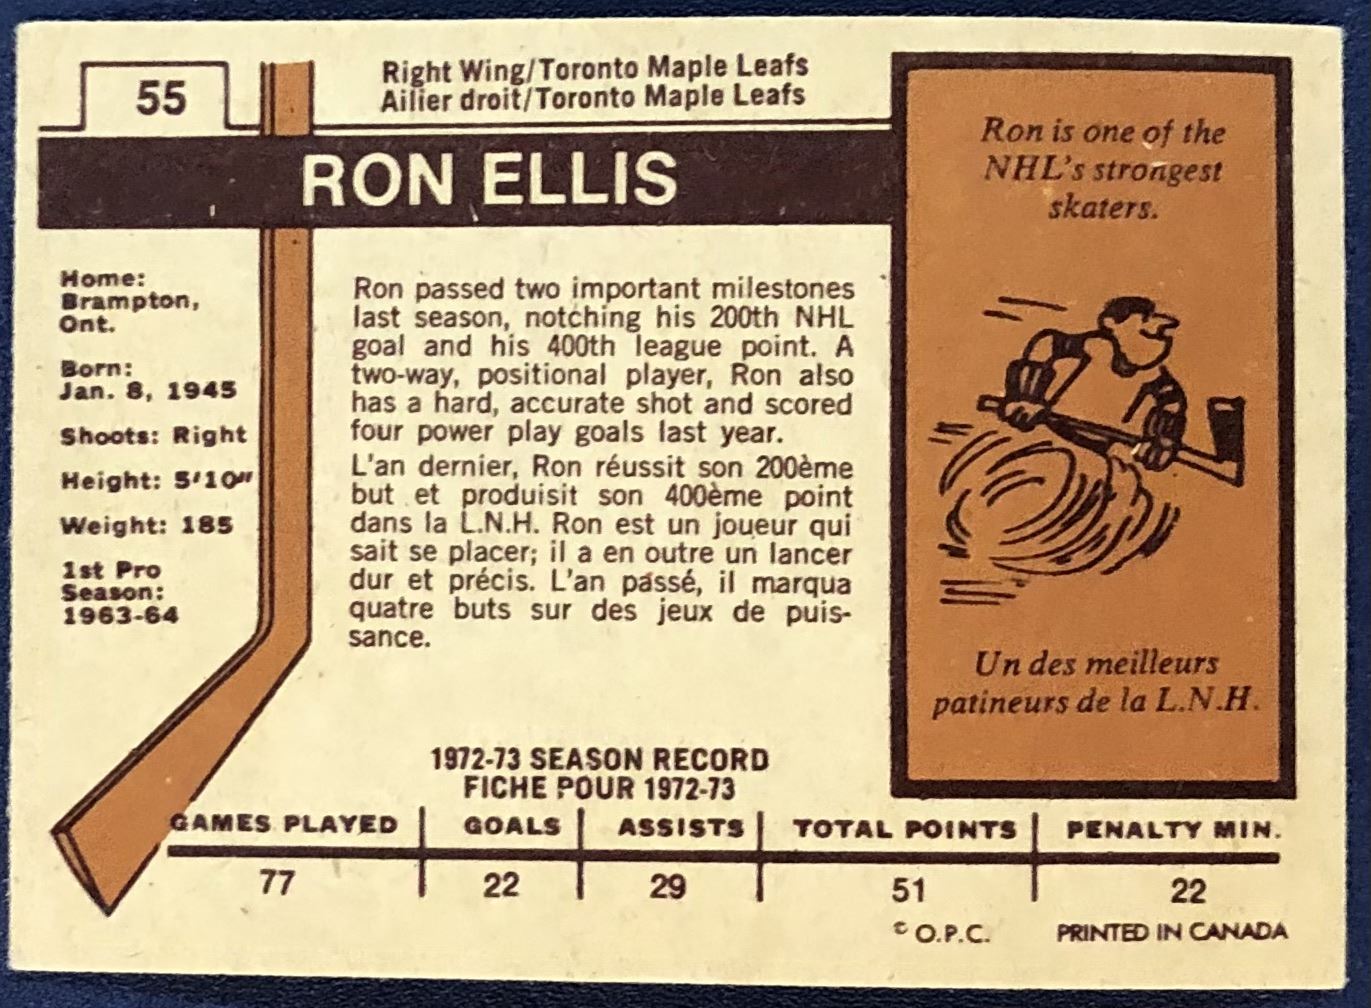 55
Right Wing/Toronto Maple Leafs
Ailier droit/Toronto Maple Leafs
RON ELLIS
Home:
Brampton,
Ont.
Born:
Jan. 8, 1945
Shoots: Right
Height: 5'10"
Weight: 185
1st Pro
Season:
1963-64
Ron passed two important milestones
last season, notching his 200th NHL
goal and his 400th league point. A
two-way, positional player, Ron also
has a hard, accurate shot and scored
four power play goals last year.
L'an dernier, Ron réussit son 200ème
but et produisit son 400ème point
dans la L.N.H. Ron est un joueur qui
sait se placer; il a en outre un lancer
dur et précis. L'an passé, il marqua
quatre buts sur des jeux de puis-
sance.
Ron is one of the
NHL's strongest
skaters.
Un des meilleurs
patineurs de la L.N.H.
1972-73 SEASON RECORD
FICHE POUR 1972-73
GAMES PLAYED GOALS ASSISTS TOTAL POINTS PENALTY MIN.
77 22 29 51 22
© O.P.C. PRINTED IN CANADA